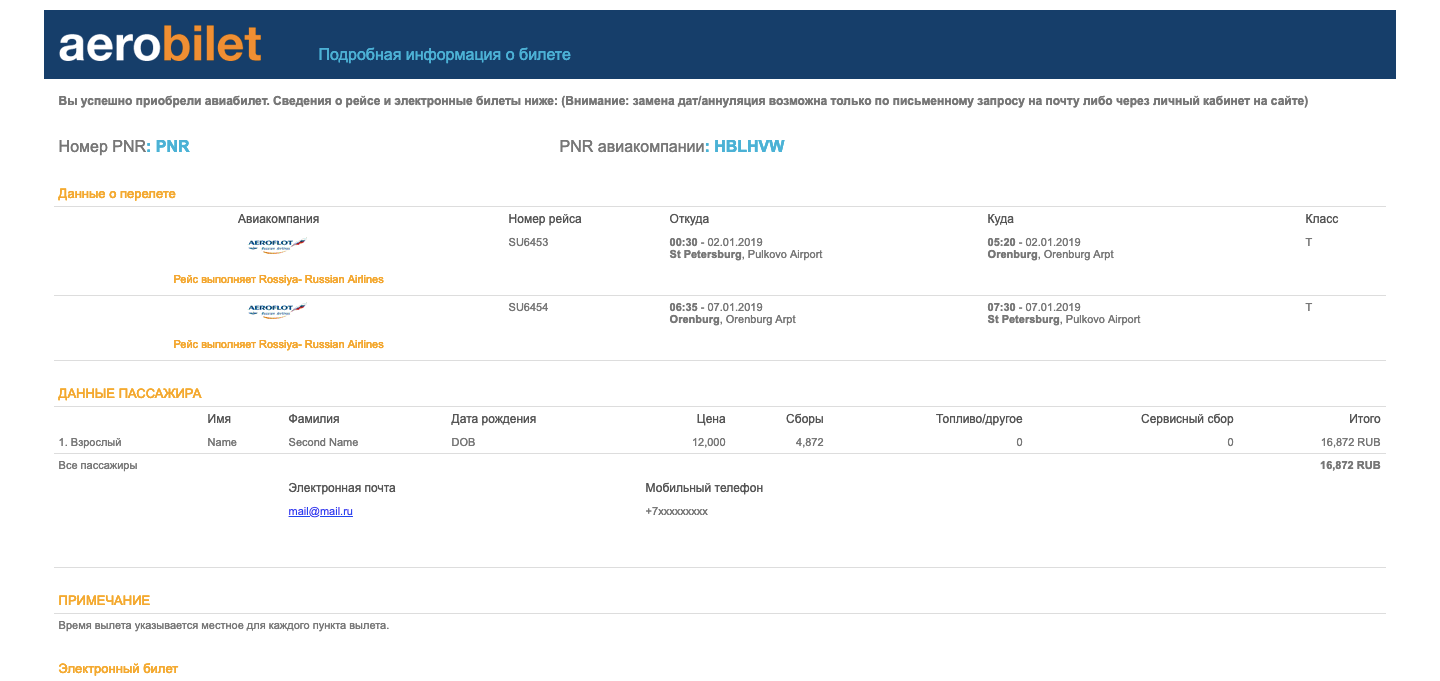 aerobilet Подробная информация о билете
Вы успешно приобрели авиабилет. Сведения о рейсе и электронные билеты ниже: (Внимание: замена дат/аннуляция возможна только по письменному запросу на почту либо через личный кабинет на сайте)
Номер PNR: PNR PNR авиакомпании: HBLHVW
Данные о перелете
Авиакомпания Номер рейса Откуда Куда Класс
AEROFLOT SU6453 00:30 - 02.01.2019 05:20 - 02.01.2019 T
Russian Airlines St Petersburg, Pulkovo Airport Orenburg, Orenburg Arpt
Рейс выполняет Rossiya- Russian Airlines
AEROFLOT SU6454 06:35 - 07.01.2019 07:30 - 07.01.2019 T
Russian Airlines Orenburg, Orenburg Arpt St Petersburg, Pulkovo Airport
Рейс выполняет Rossiya- Russian Airlines
ДАННЫЕ ПАССАЖИРА
Имя Фамилия Дата рождения Цена Сборы Топливо/другое Сервисный сбор Итого
1. Взрослый Name Second Name DOB 12,000 4,872 0 0 16,872 RUB
Все пассажиры 16,872 RUB
Электронная почта Мобильный телефон
mail@mail.ru +7xxxxxxxxx
ПРИМЕЧАНИЕ
Время вылета указывается местное для каждого пункта вылета.
Электронный билет